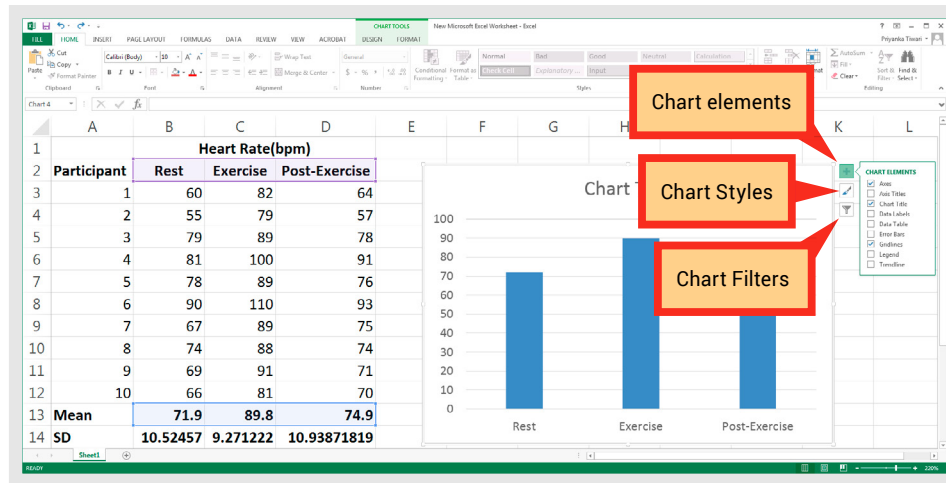 CHART TOOLS New Microsoft Excel Worksheet - Excel
FILE HOME INSERT PAGE LAYOUT FORMULAS DATA REVIEW VIEW ACROBAT DESIGN FORMAT Priyanka Tiwari
Paste Cut Copy Format Painter
Calibri (Body) 10 B I U
Wrap Text Merge & Center
General $ %
Conditional Formatting Format as Table
Normal Bad Good Neutral Calculation
Check Cell Explanatory ... Input
AutoSum Fill Clear
Sort & Filter Find & Select
Clipboard Font Alignment Number Styles Editing
Chart 4 fx
A B C D E F G H K L
1 Heart Rate(bpm)
2 Participant Rest Exercise Post-Exercise
3 1 60 82 64
4 2 55 79 57
5 3 79 89 78
6 4 81 100 91
7 5 78 89 76
8 6 90 110 93
9 7 67 89 75
10 8 74 88 74
11 9 69 91 71
12 10 66 81 70
13 Mean 71.9 89.8 74.9
14 SD 10.52457 9.271222 10.93871819
Chart
100
90
80
70
60
50
40
30
20
10
0
Rest Exercise Post-Exercise
Chart elements
Chart Styles
Chart Filters
CHART ELEMENTS
Axes
Axis Titles
Chart Title
Data Labels
Data Table
Error Bars
Gridlines
Legend
Trendline
Sheet1
READY 220%